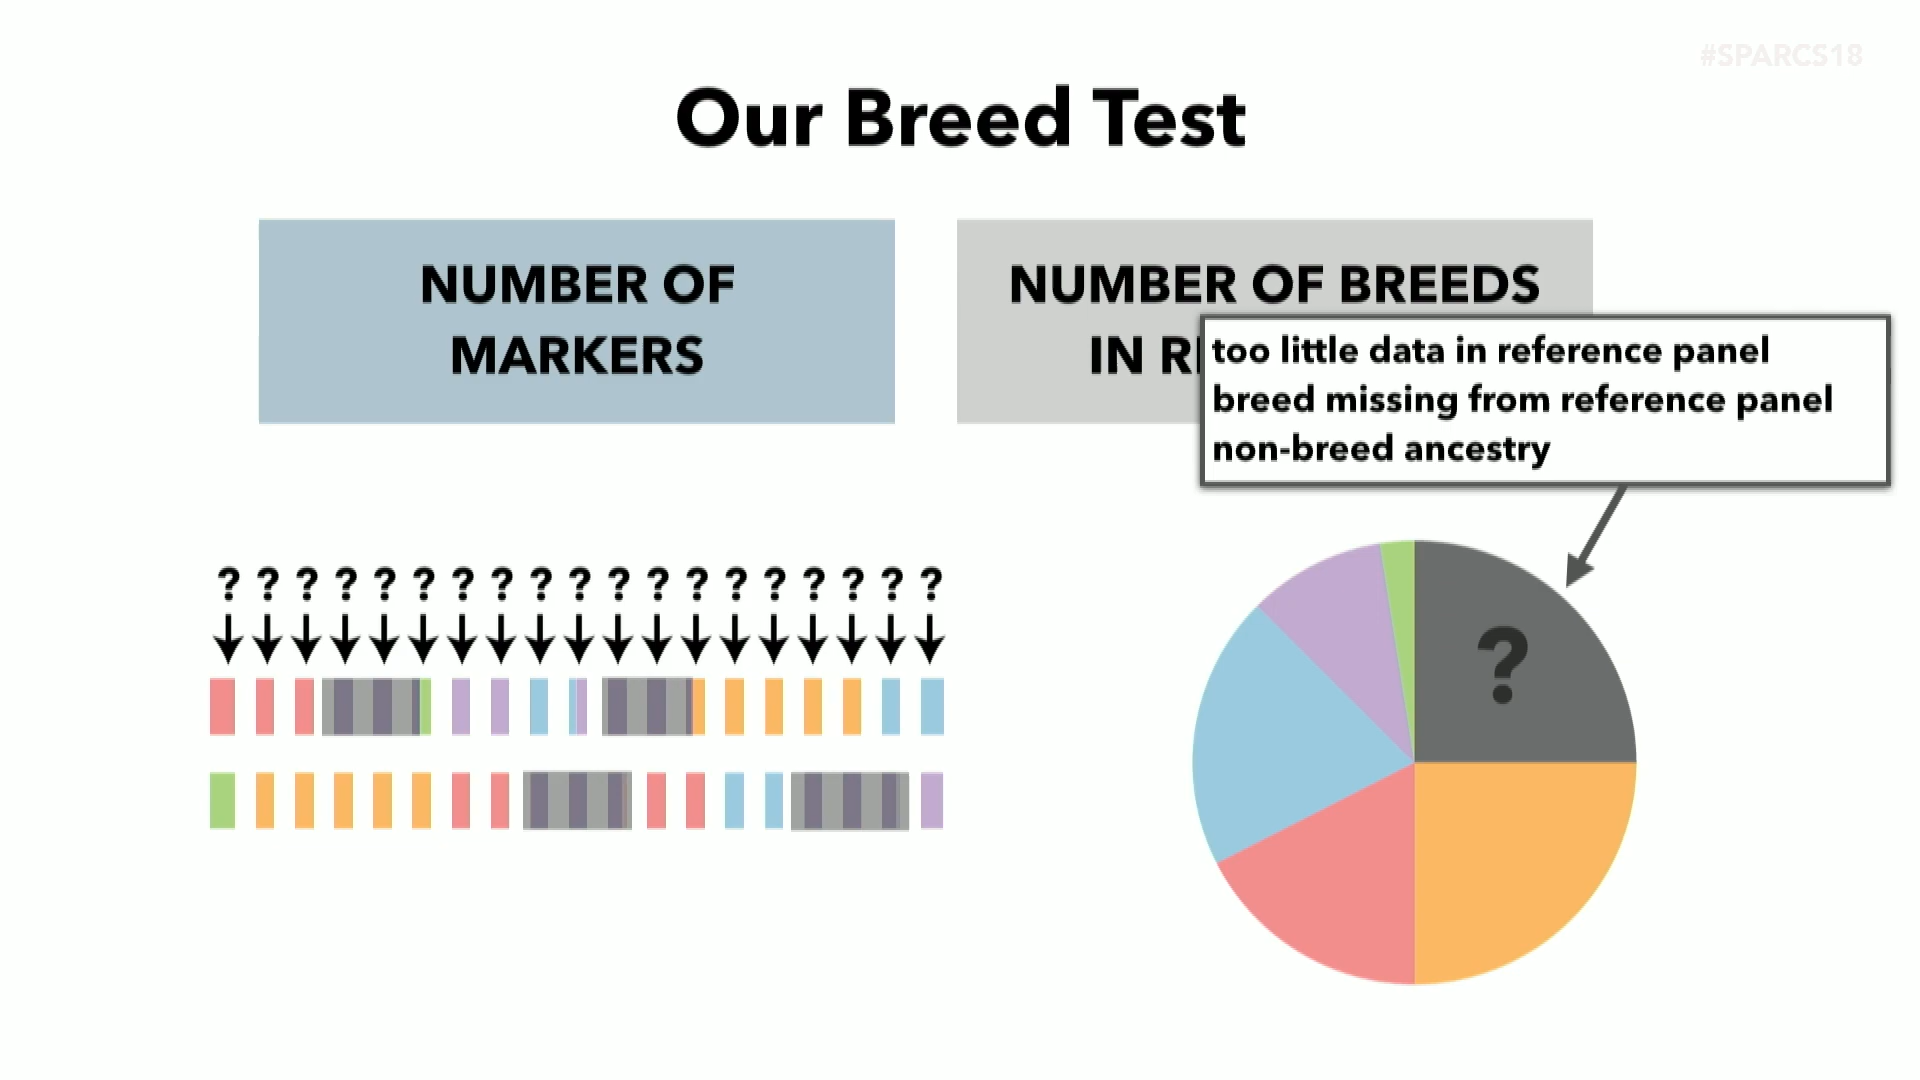 #SPARCS18
Our Breed Test
NUMBER OF
MARKERS
NUMBER OF BREEDS
IN
too little data in reference panel
breed missing from reference panel
non-breed ancestry
? ? ? ? ? ? ? ? ? ? ? ? ? ? ? ? ? ? ?
?